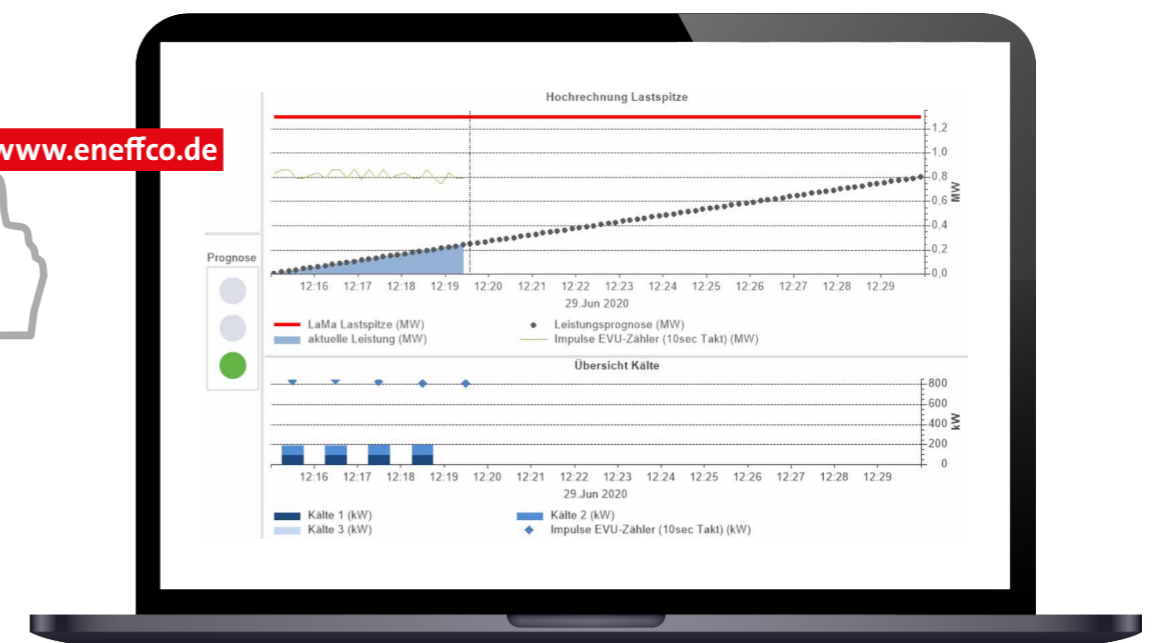 www.eneffco.de
Hochrechnung Lastspitze
1,2
1,0
0,8
0,6
0,4
0,2
0,0
MW
12:16 12:17 12:18 12:19 12:20 12:21 12:22 12:23 12:24 12:25 12:26 12:27 12:28 12:29
29.Jun 2020
LaMa Lastspitze (MW) Leistungsprognose (MW)
aktuelle Leistung (MW) Impulse EVU-Zähler (10sec Takt) (MW)
Prognose
Übersicht Kälte
800
600
400
200
0
kW
12:16 12:17 12:18 12:19 12:20 12:21 12:22 12:23 12:24 12:25 12:26 12:27 12:28 12:29
29.Jun 2020
Kälte 1 (kW) Kälte 2 (kW)
Kälte 3 (kW) Impulse EVU-Zähler (10sec Takt) (kW)